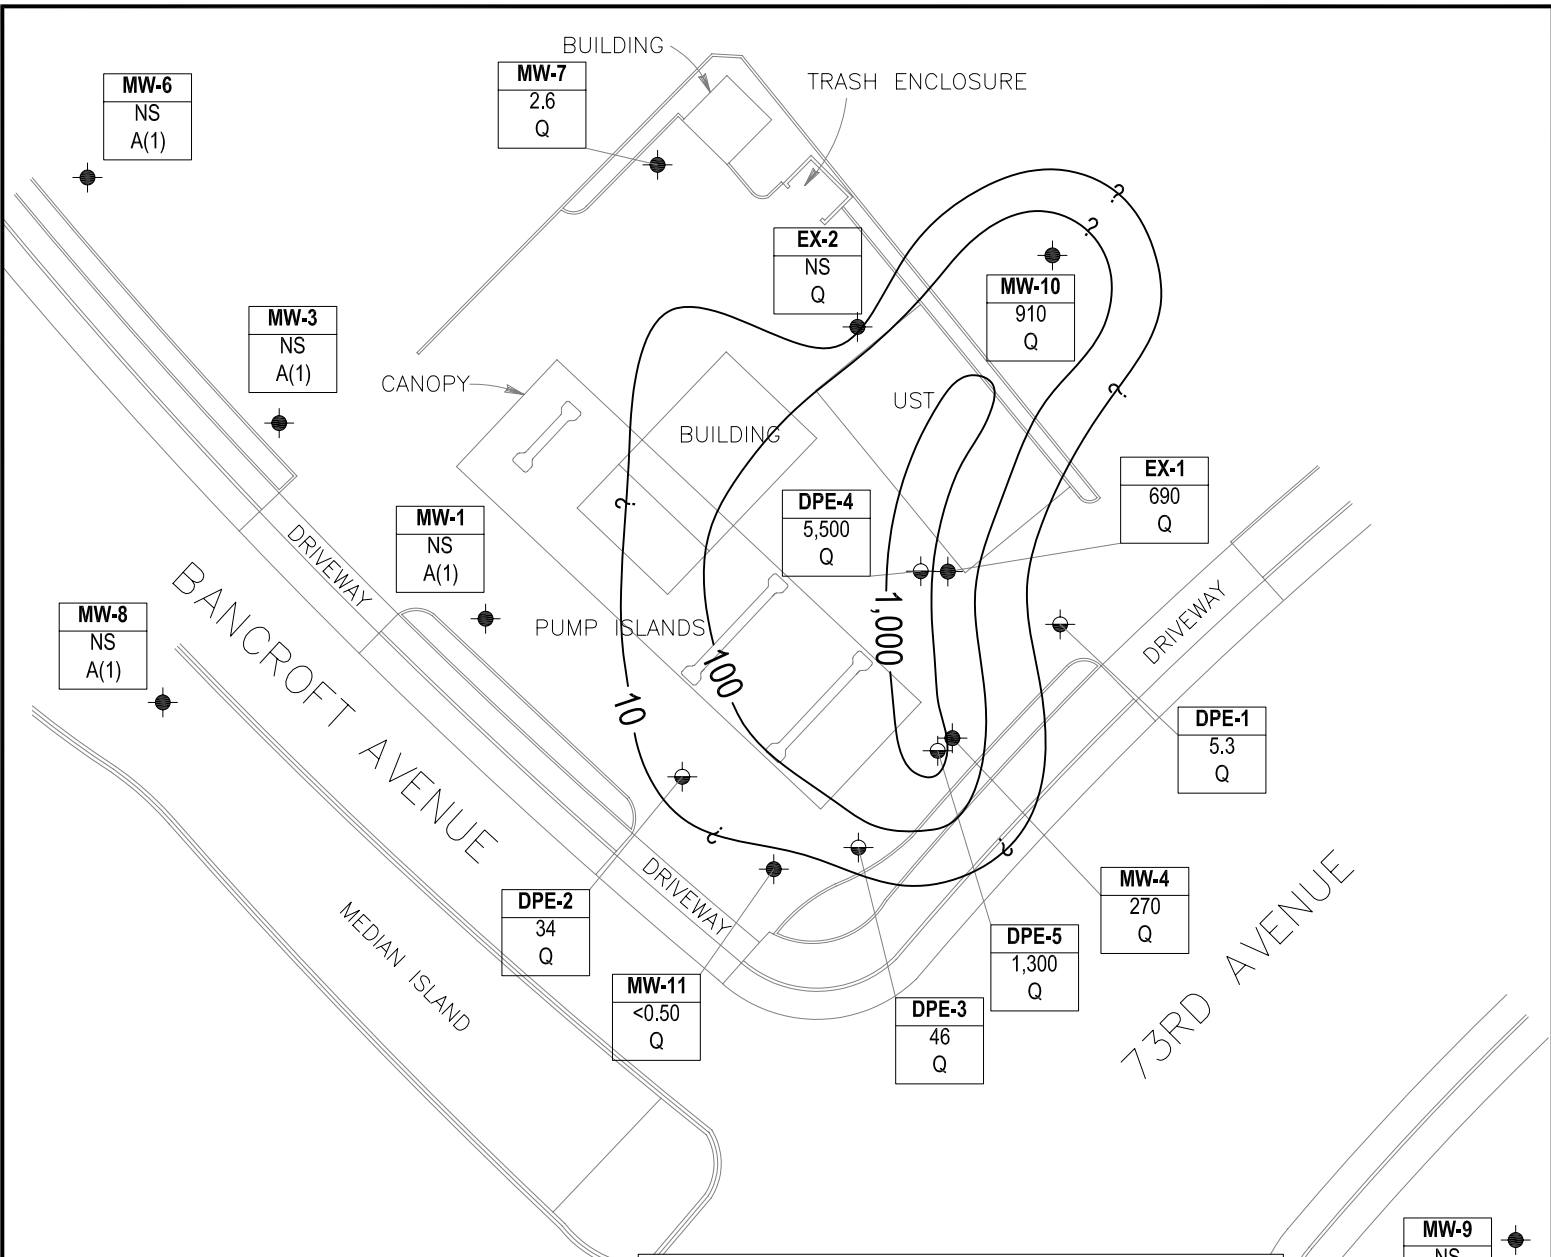 BUILDING
TRASH ENCLOSURE
MW-6
NS
A(1)
MW-7
2.6
Q
?
?
EX-2
NS
Q
MW-10
910
Q
MW-3
NS
A(1)
CANOPY
UST
?
BUILDING
EX-1
690
Q
DPE-4
5,500
Q
?
MW-1
NS
A(1)
DRIVEWAY
BANCROFT AVENUE
MW-8
NS
A(1)
PUMP ISLANDS
1,000
100
10
DRIVEWAY
DPE-1
5.3
Q
?
?
DRIVEWAY
MEDIAN ISLAND
DPE-2
34
Q
MW-4
270
Q
DPE-5
1,300
Q
MW-11
<0.50
Q
DPE-3
46
Q
73RD AVENUE
MW-9
NS